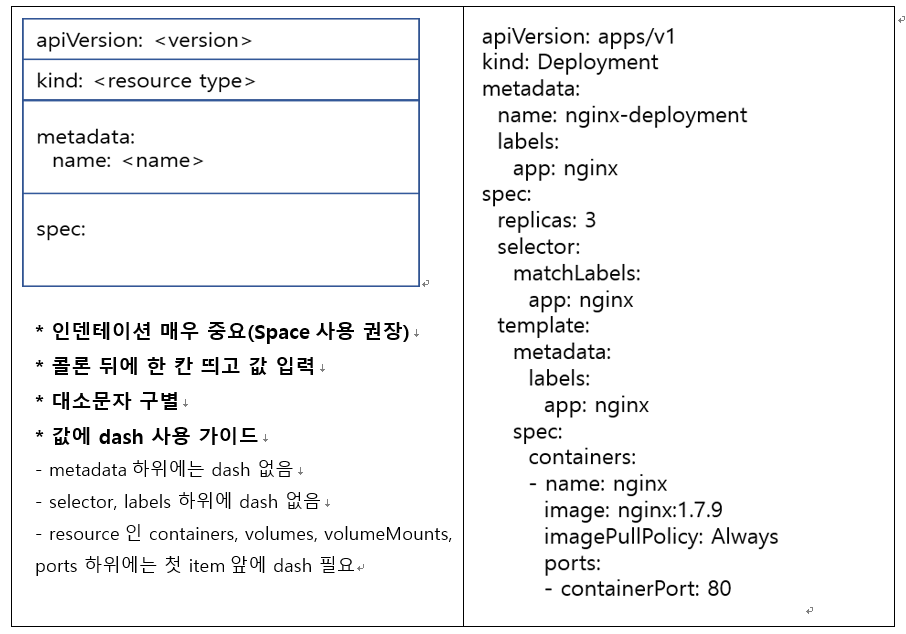 apiVersion: <version>
kind: <resource type>
metadata:
  name: <name>
spec:
* 인덴테이션 매우 중요(Space 사용 권장)
* 콜론 뒤에 한 칸 띄고 값 입력
* 대소문자 구별
* 값에 dash 사용 가이드
- metadata 하위에는 dash 없음
- selector, labels 하위에 dash 없음
- resource 인 containers, volumes, volumeMounts,
ports 하위에는 첫 item 앞에 dash 필요
apiVersion: apps/v1
kind: Deployment
metadata:
  name: nginx-deployment
  labels:
    app: nginx
spec:
  replicas: 3
  selector:
    matchLabels:
      app: nginx
  template:
    metadata:
      labels:
        app: nginx
    spec:
      containers:
      - name: nginx
        image: nginx:1.7.9
        imagePullPolicy: Always
        ports:
        - containerPort: 80